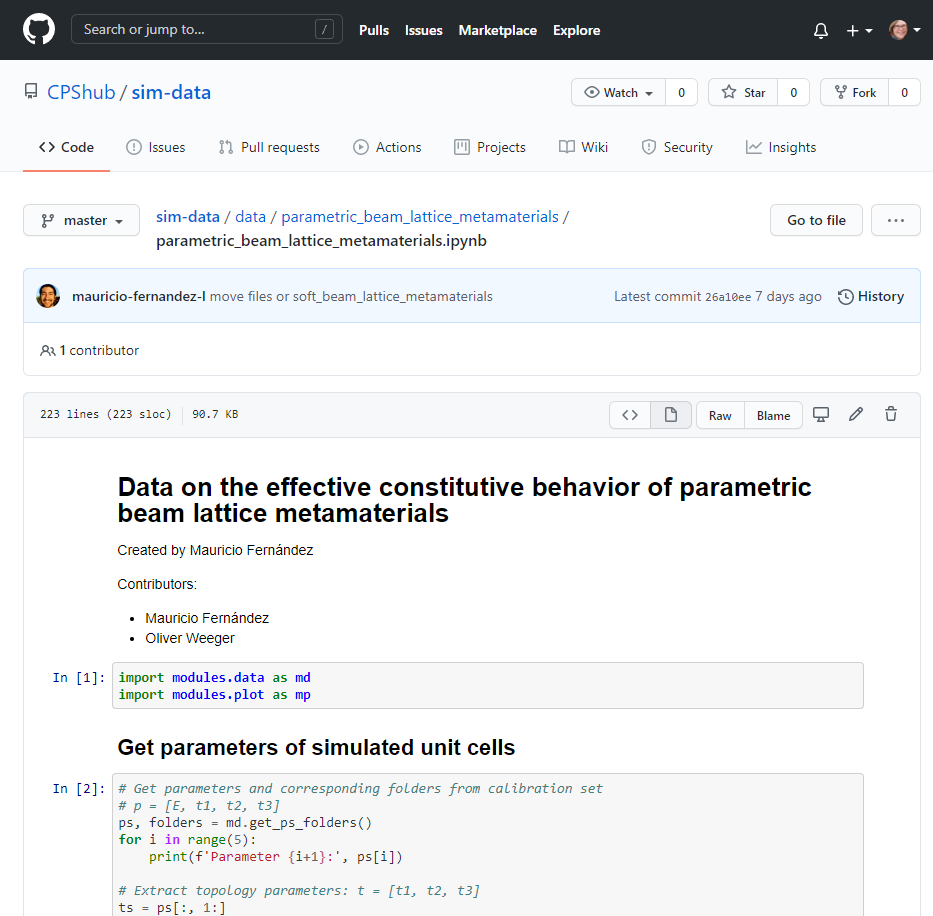 Search or jump to... / Pulls Issues Marketplace Explore
CPShub / sim-data Watch 0 Star 0 Fork 0
Code Issues Pull requests Actions Projects Wiki Security Insights
master sim-data / data / parametric_beam_lattice_metamaterials / Go to file ...
parametric_beam_lattice_metamaterials.ipynb
mauricio-fernandez-l move files or soft_beam_lattice_metamaterials Latest commit 26a10ee 7 days ago History
1 contributor
223 lines (223 sloc) 90.7 KB <> Raw Blame
Data on the effective constitutive behavior of parametric
beam lattice metamaterials
Created by Mauricio Fernández
Contributors:
• Mauricio Fernández
• Oliver Weeger
In [1]: import modules.data as md
import modules.plot as mp
Get parameters of simulated unit cells
In [2]: # Get parameters and corresponding folders from calibration set
# p = [E, t1, t2, t3]
ps, folders = md.get_ps_folders()
for i in range(5):
    print(f'Parameter {i+1}:', ps[i])
# Extract topology parameters: t = [t1, t2, t3]
ts = ps[:, 1:]